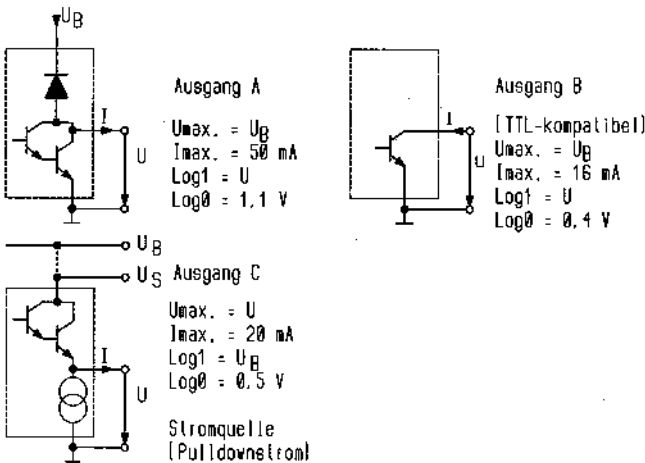 UB
Ausgang A
I
U
Umax. = UB
Imax. = 50 mA
Log1 = U
Log0 = 1,1 V
Ausgang B
I
U
[TTL-kompatibel]
Umax. = UB
Imax. = 16 mA
Log1 = U
Log0 = 0,4 V
UB
US
Ausgang C
I
U
Umax. = U
Imax. = 20 mA
Log1 = UB
Log0 = 0,5 V
Stromquelle
[Pulldownstrom]